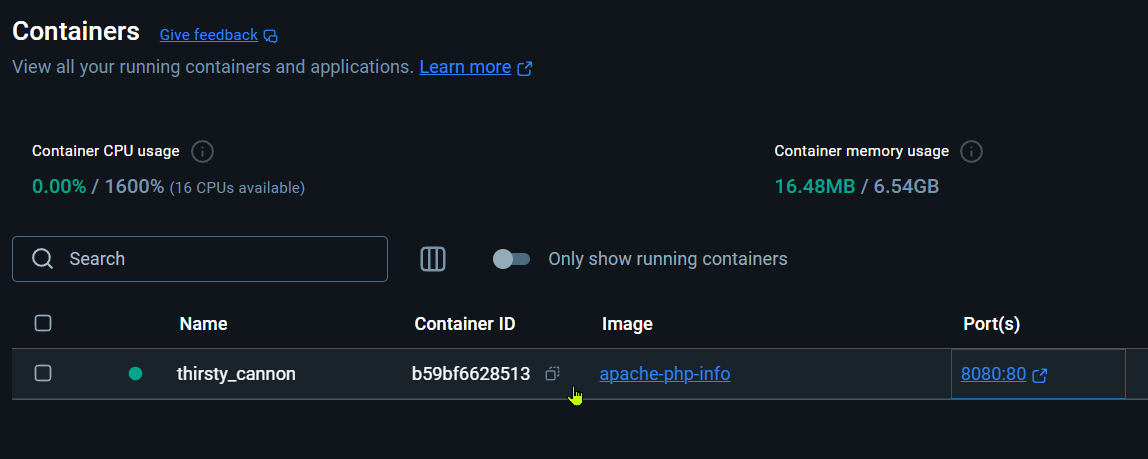 Containers Give feedback
View all your running containers and applications. Learn more
Container CPU usage Container memory usage
0.00% / 1600% (16 CPUs available) 16.48MB / 6.54GB
Search Only show running containers
Name Container ID Image Port(s)
thirsty_cannon b59bf6628513 apache-php-info 8080:80